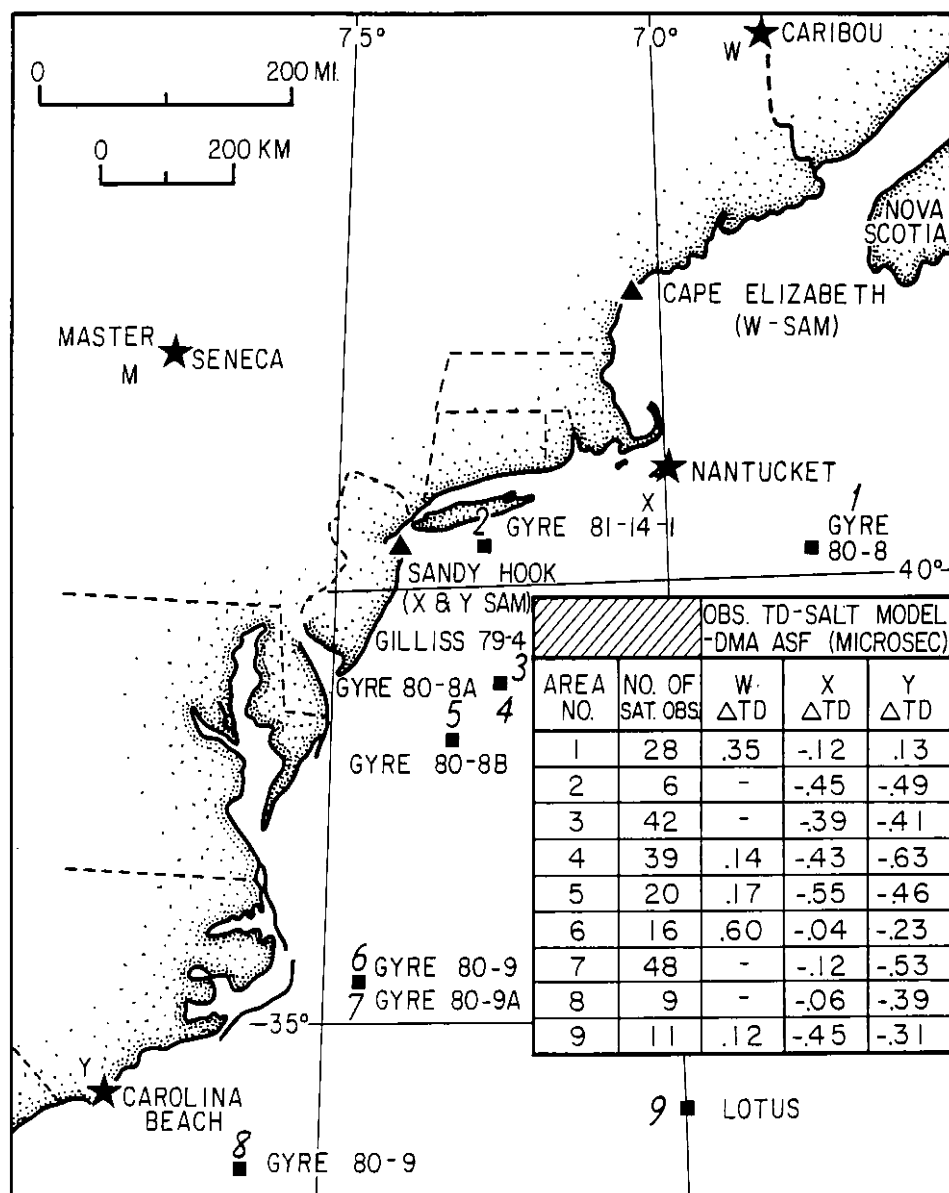 75°
70°
W
CARIBOU
0
200 MI.
0
200 KM
NOVA
SCOTIA
CAPE ELIZABETH
(W-SAM)
MASTER
M
SENECA
NANTUCKET
X
1
GYRE
80-8
2
GYRE 81-14-1
SANDY HOOK
(X & Y SAM)
40°
GILLISS 79-4
3
GYRE 80-8A
4
5
GYRE 80-8B
OBS. TD-SALT MODEL
-DMA ASF (MICROSEC)
AREA NO. | NO. OF SAT. OBS. | W ΔTD | X ΔTD | Y ΔTD
1 28 .35 -.12 .13
2 6 - -.45 -.49
3 42 - -.39 -.41
4 39 .14 -.43 -.63
5 20 .17 -.55 -.46
6 16 .60 -.04 -.23
7 48 - -.12 -.53
8 9 - -.06 -.39
9 11 .12 -.45 -.31
6 GYRE 80-9
7 GYRE 80-9A
35°
Y
CAROLINA
BEACH
9 LOTUS
8 GYRE 80-9